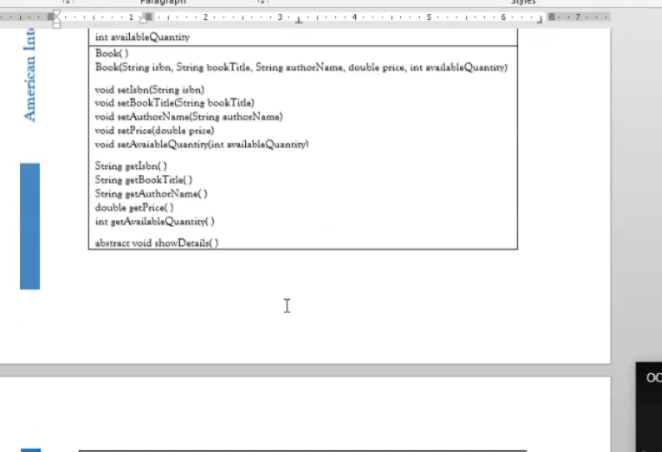 Paragraph
Styles
1 2 3 4 5 6 7
American Int
int availableQuantity
Book( )
Book(String isbn, String bookTitle, String authorName, double price, int availableQuantity)
void setIsbn(String isbn)
void setBookTitle(String bookTitle)
void setAuthorName(String authorName)
void setPrice(double price)
void setAvaiableQuantity(int availableQuantity)
String getIsbn( )
String getBookTitle( )
String getAuthorName( )
double getPrice( )
int getAvailableQuantity( )
abstract void showDetails( )